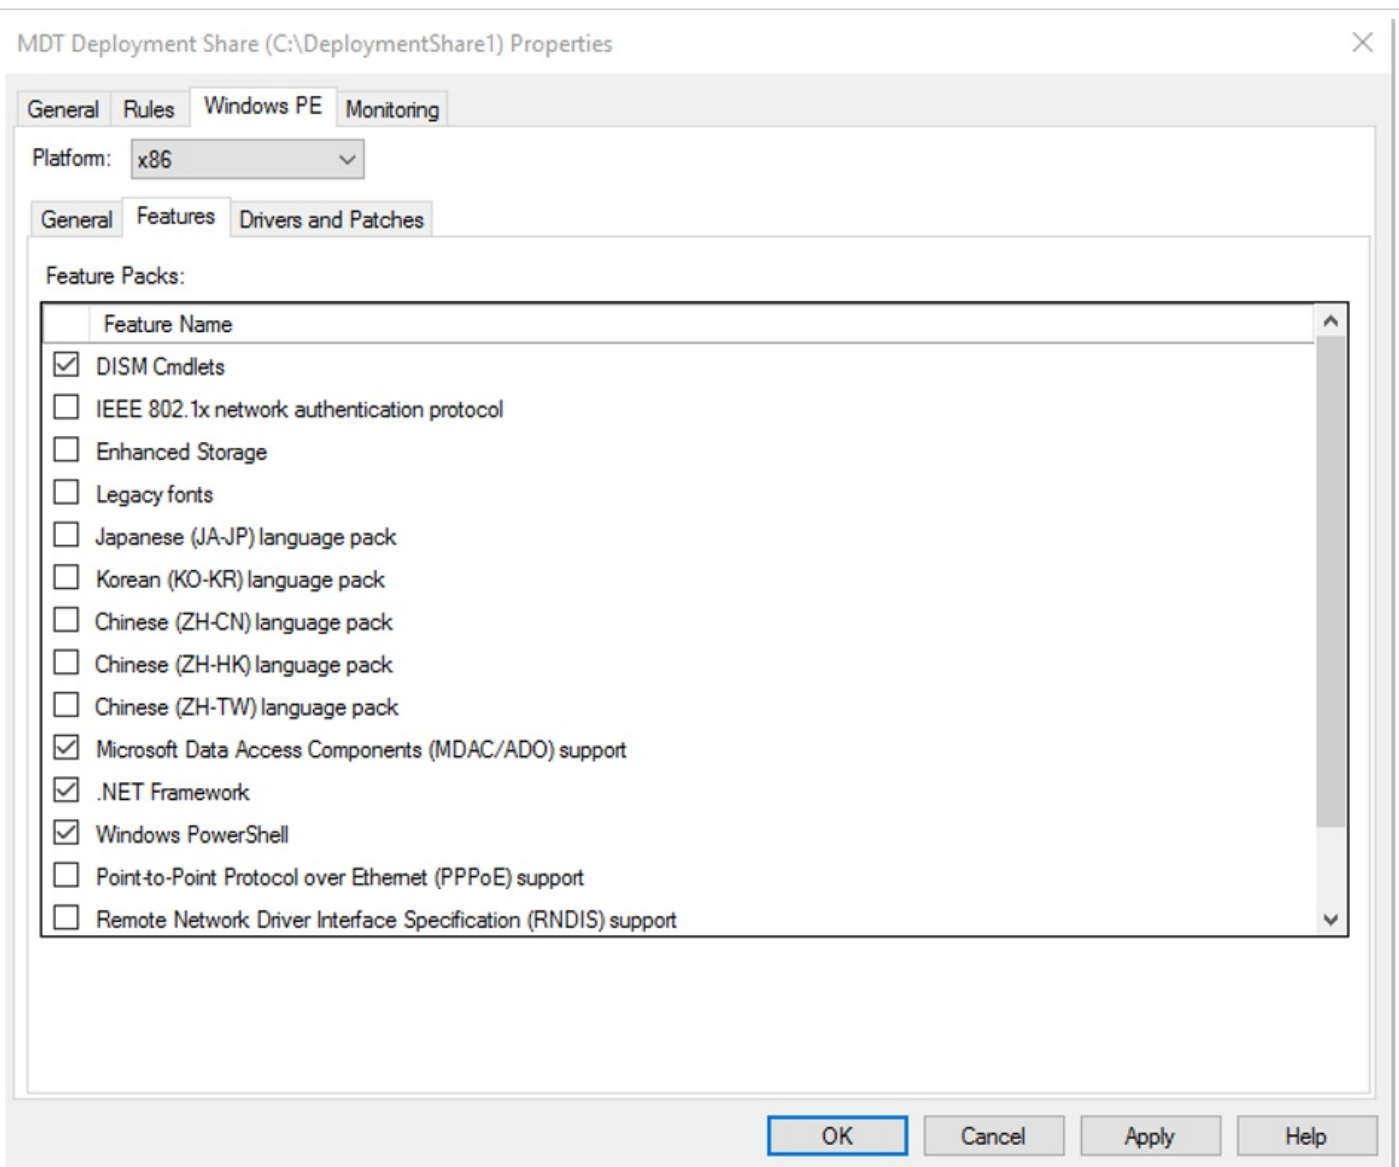 MDT Deployment Share (C:\DeploymentShare1) Properties
General Rules Windows PE Monitoring
Platform: x86
General Features Drivers and Patches
Feature Packs:
Feature Name
DISM Cmdlets
IEEE 802.1x network authentication protocol
Enhanced Storage
Legacy fonts
Japanese (JA-JP) language pack
Korean (KO-KR) language pack
Chinese (ZH-CN) language pack
Chinese (ZH-HK) language pack
Chinese (ZH-TW) language pack
Microsoft Data Access Components (MDAC/ADO) support
.NET Framework
Windows PowerShell
Point-to-Point Protocol over Ethernet (PPPoE) support
Remote Network Driver Interface Specification (RNDIS) support
OK Cancel Apply Help